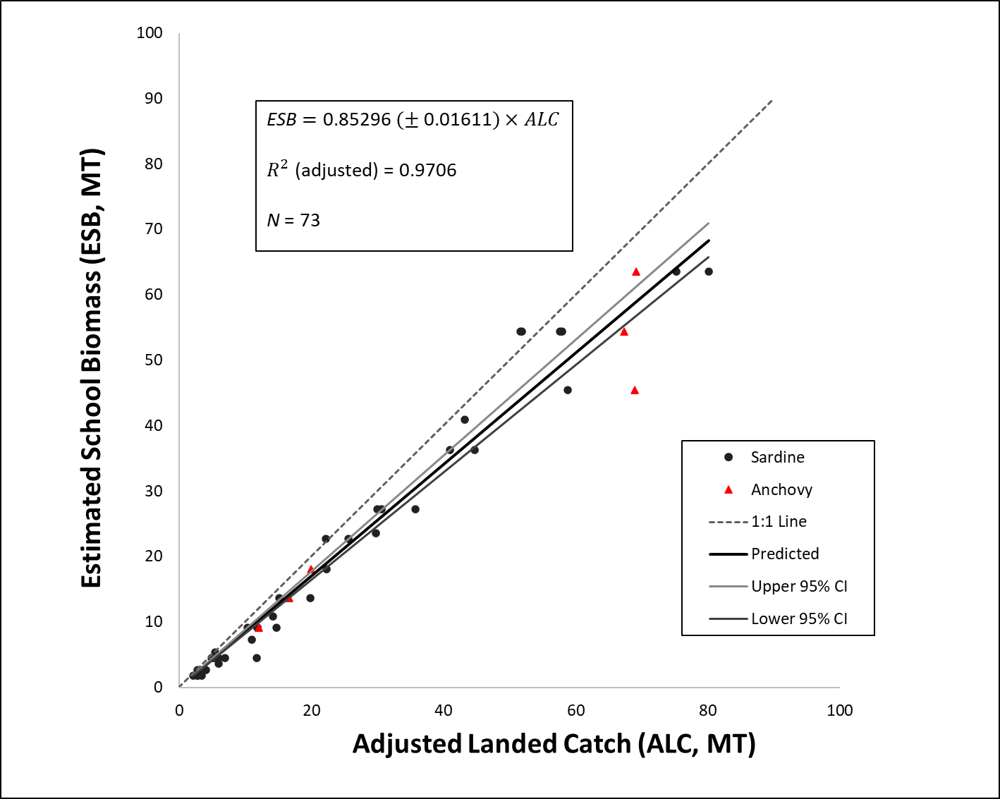 100
90
80
70
60
50
40
30
20
10
0
Estimated School Biomass (ESB, MT)
ESB = 0.85296 (± 0.01611) × ALC
R² (adjusted) = 0.9706
N = 73
Sardine
Anchovy
1:1 Line
Predicted
Upper 95% CI
Lower 95% CI
0 20 40 60 80 100
Adjusted Landed Catch (ALC, MT)